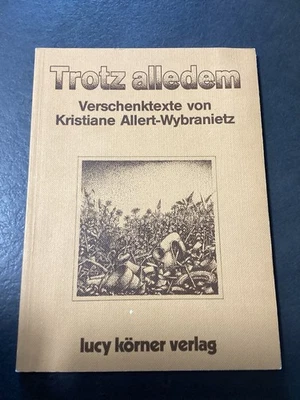 Trotz alledem
Verschenktexte von
Kristiane Allert-Wybranietz
lucy körner verlag